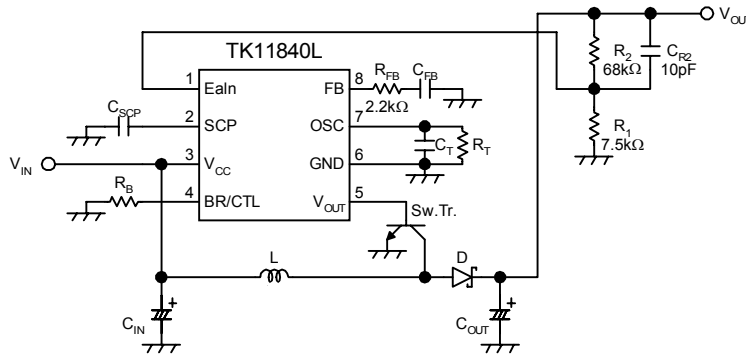 V_OU
TK11840L
R_2
68kΩ
C_R2
10pF
1 EaIn
FB 8
R_FB
2.2kΩ
C_FB
C_SCP
2 SCP
OSC 7
C_T
R_T
R_1
7.5kΩ
V_IN
3 V_CC
GND 6
R_B
4 BR/CTL
V_OUT 5
Sw.Tr.
L
D
C_IN
+
C_OUT
+